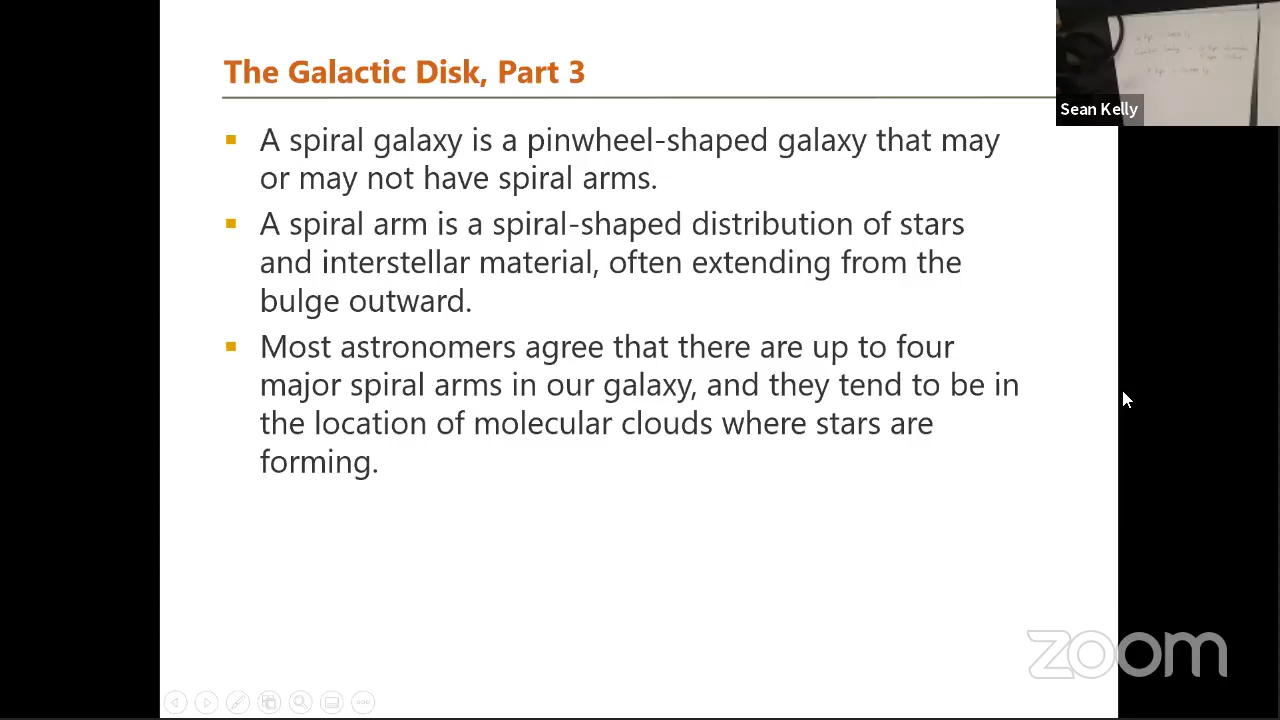 The Galactic Disk, Part 3
A spiral galaxy is a pinwheel-shaped galaxy that may
or may not have spiral arms.
A spiral arm is a spiral-shaped distribution of stars
and interstellar material, often extending from the
bulge outward.
Most astronomers agree that there are up to four
major spiral arms in our galaxy, and they tend to be in
the location of molecular clouds where stars are
forming.
Sean Kelly
zoom